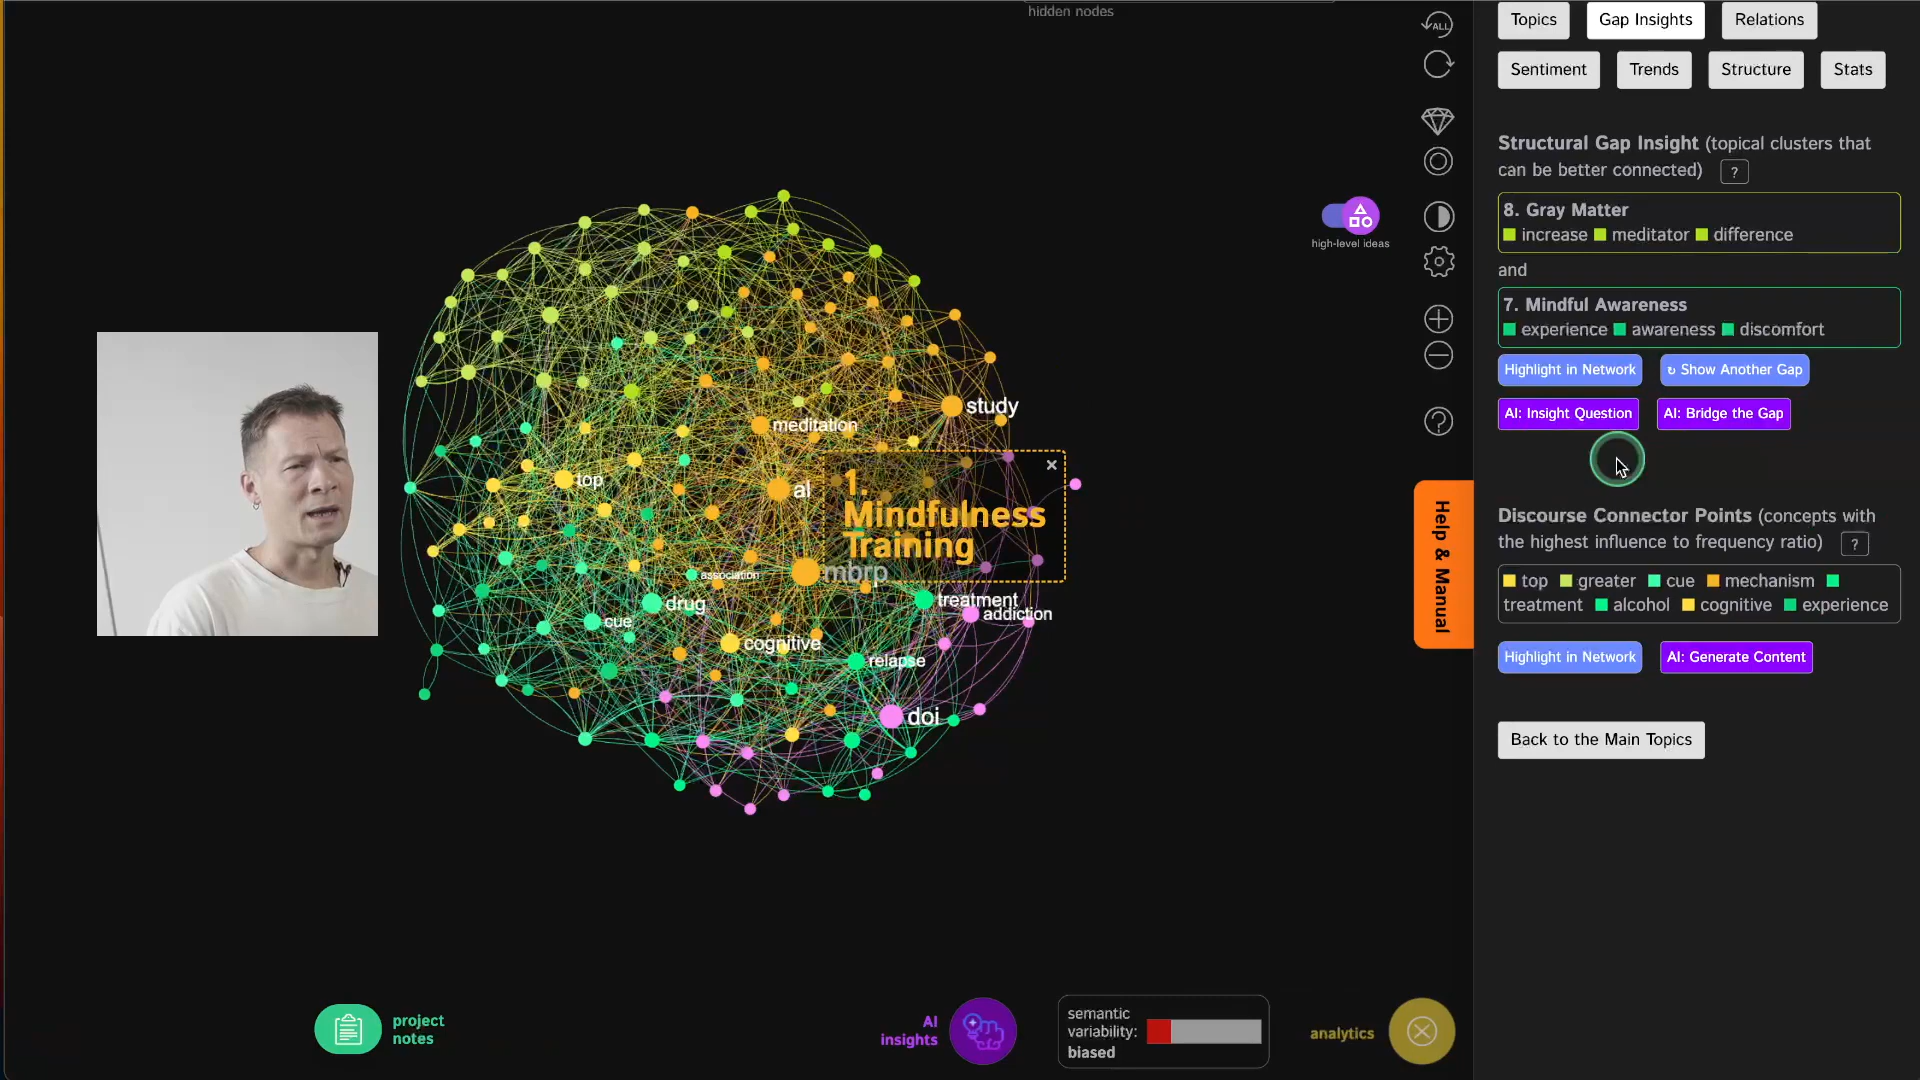 hidden nodes
ALL
Topics
Gap Insights
Relations
Sentiment
Trends
Structure
Stats
Structural Gap Insight (topical clusters that
can be better connected) ?
8. Gray Matter
increase meditator difference
and
7. Mindful Awareness
experience awareness discomfort
Highlight in Network
↻ Show Another Gap
AI: Insight Question
AI: Bridge the Gap
Discourse Connector Points (concepts with
the highest influence to frequency ratio) ?
top greater cue mechanism
treatment alcohol cognitive experience
Highlight in Network
AI: Generate Content
Back to the Main Topics
high-level ideas
Help & Manual
study
meditation
top
al
1.
Mindfulness
Training
mbrp
association
drug
treatment
addiction
cue
cognitive
relapse
doi
project
notes
AI
insights
semantic
variability:
biased
analytics